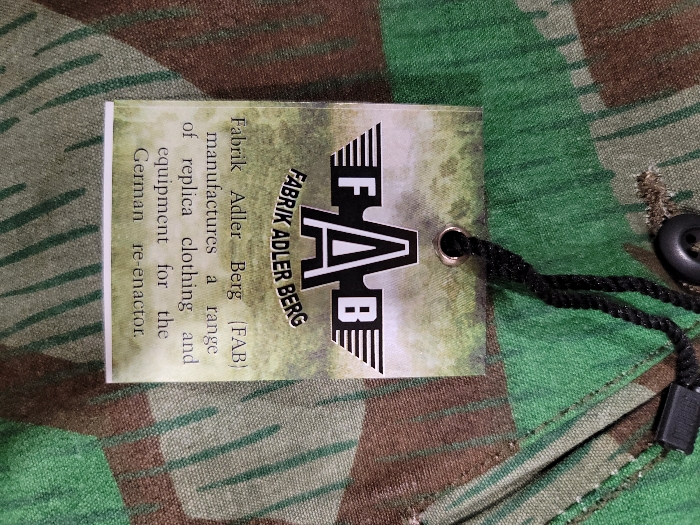 FAB
FABRIK ADLER BERG
Fabrik Adler Berg (FAB)
manufactures a range
of replica clothing and
equipment for the
German re-enactor.